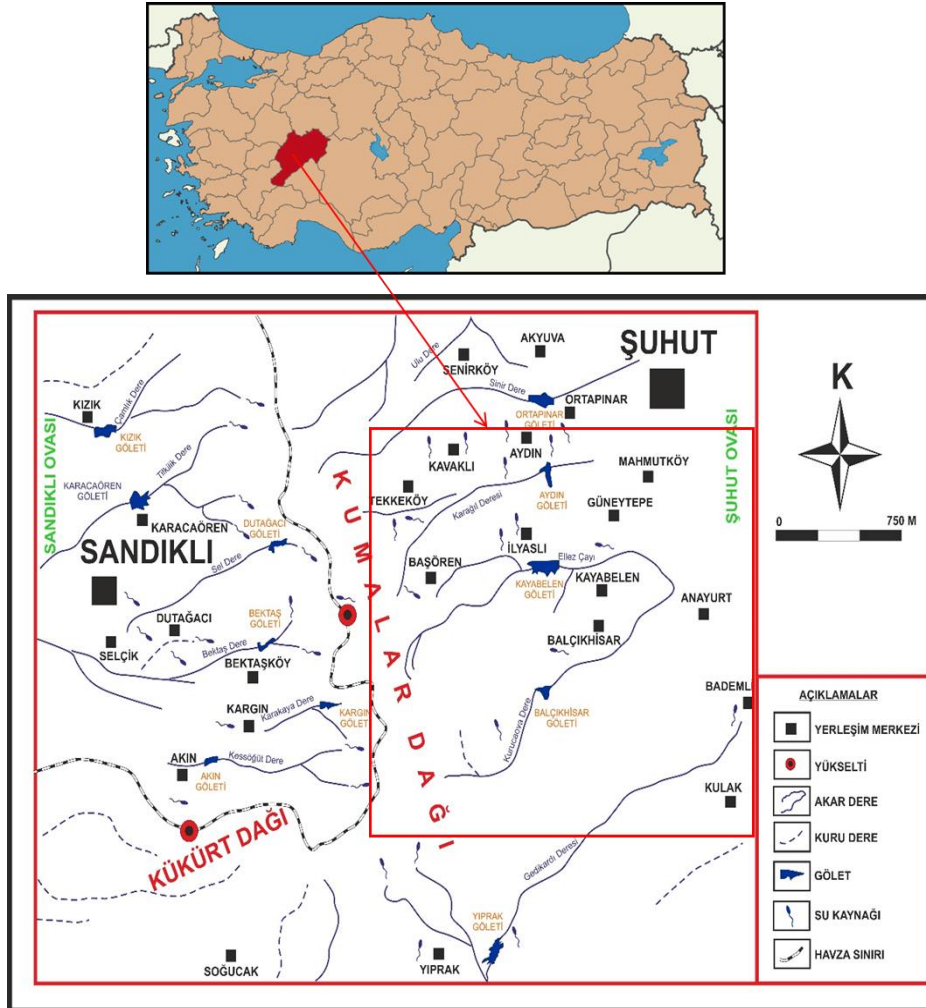 AKYUVA
ŞUHUT
SENİRKÖY
Ulu Dere
K
Sinir Dere
Çamlık Dere
KIZIK
ORTAPINAR
KIZIK
GÖLETİ
ORTAPINAR
GÖLETİ
SANDIKLI OVASI
ŞUHUT OVASI
Tilkilik Dere
KAVAKLI
AYDIN
MAHMUTKÖY
KARACAÖREN
GÖLETİ
TEKKEKÖY
Karağıl Deresi
AYDIN
GÖLETİ
GÜNEYTEPE
KARACAÖREN
DUTAĞACI
GÖLETİ
0
750 M
SANDIKLI
İLYASLI
Ellez Çayı
Sel Dere
BAŞÖREN
KAYABELEN
GÖLETİ
KAYABELEN
ANAYURT
DUTAĞACI
BEKTAŞ
GÖLETİ
BALÇIKHİSAR
SELÇİK
Bektaş Dere
BEKTAŞKÖY
KUMALAR DAĞI
BADEMLİ
AÇIKLAMALAR
KARGIN
Karakaya Dere
KARGIN
GÖLETİ
BALÇIKHİSAR
GÖLETİ
Kurucaova Dere
YERLEŞİM MERKEZİ
AKIN
Kessöğüt Dere
AKIN
GÖLETİ
YÜKSELTİ
KULAK
AKAR DERE
KÜKÜRT DAĞI
KURU DERE
Gedikardı Deresi
GÖLET
YIPRAK
GÖLETİ
SU KAYNAĞI
SOĞUCAK
YIPRAK
HAVZA SINIRI